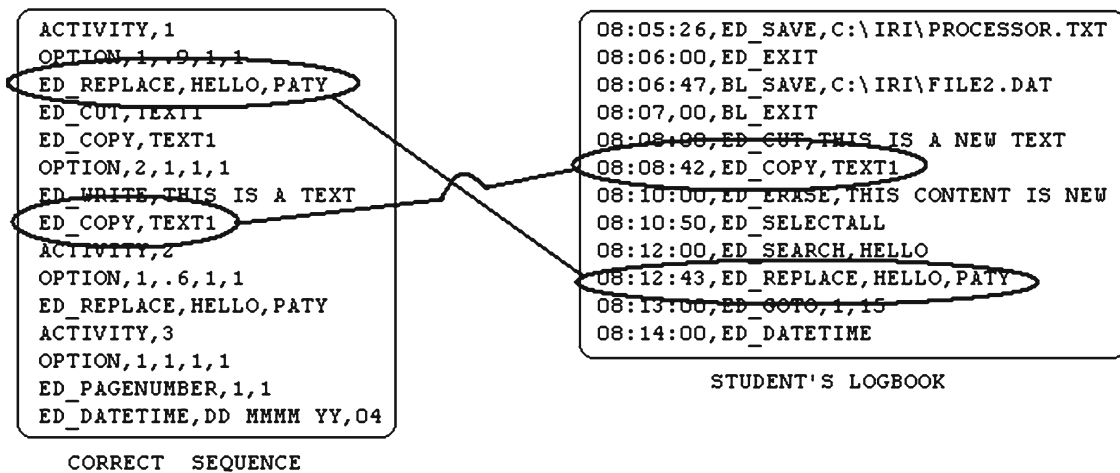 ACTIVITY,1
OPTION,1,.9,1,1
ED_REPLACE,HELLO,PATY
ED_CUT,TEXT1
ED_COPY,TEXT1
OPTION,2,1,1,1
ED_WRITE,THIS IS A TEXT
ED_COPY,TEXT1
ACTIVITY,2
OPTION,1,.6,1,1
ED_REPLACE,HELLO,PATY
ACTIVITY,3
OPTION,1,1,1,1
ED_PAGENUMBER,1,1
ED_DATETIME,DD MMMM YY,04
CORRECT SEQUENCE
08:05:26,ED_SAVE,C:\IRI\PROCESSOR.TXT
08:06:00,ED_EXIT
08:06:47,BL_SAVE,C:\IRI\FILE2.DAT
08:07,00,BL_EXIT
08:08:00,ED_CUT,THIS IS A NEW TEXT
08:08:42,ED_COPY,TEXT1
08:10:00,ED_ERASE,THIS CONTENT IS NEW
08:10:50,ED_SELECTALL
08:12:00,ED_SEARCH,HELLO
08:12:43,ED_REPLACE,HELLO,PATY
08:13:00,ED_GOTO,1,15
08:14:00,ED_DATETIME
STUDENT'S LOGBOOK